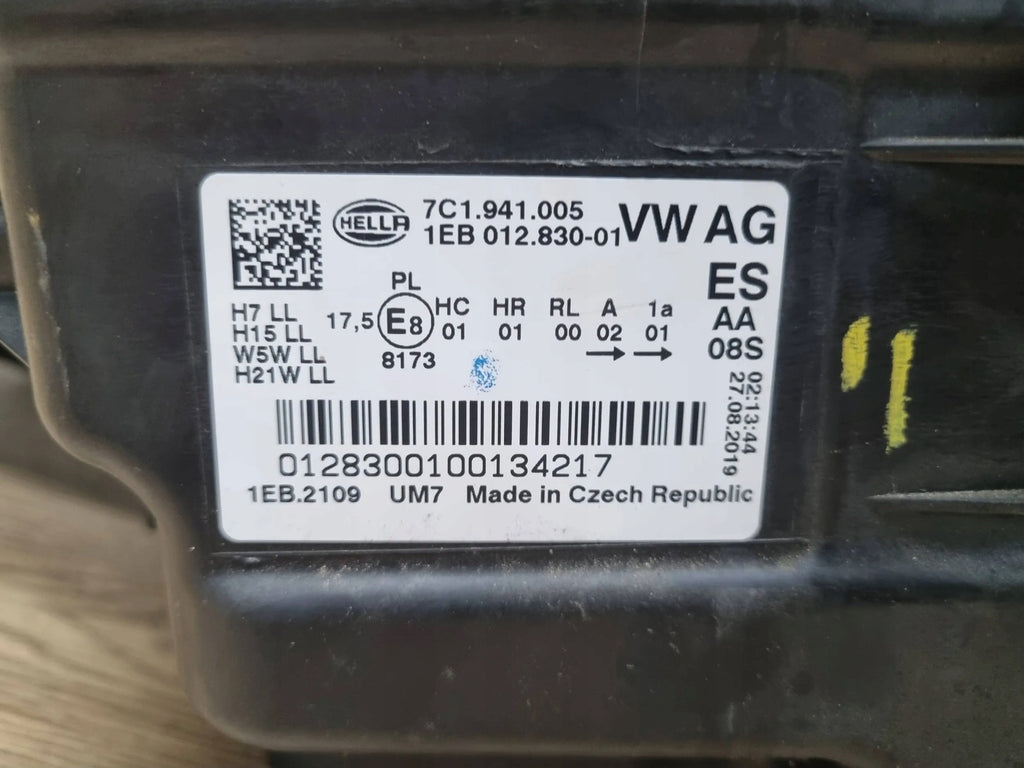 HELLA
7C1.941.005
1EB 012.830-01
VW AG
ES
AA
08S
PL
17,5 E8 HC HR RL A 1a
01 01 00 02 01
8173
H7 LL
H15 LL
W5W LL
H21W LL
02:13:44
27.08.2019
0128300100134217
1EB.2109 UM7 Made in Czech Republic